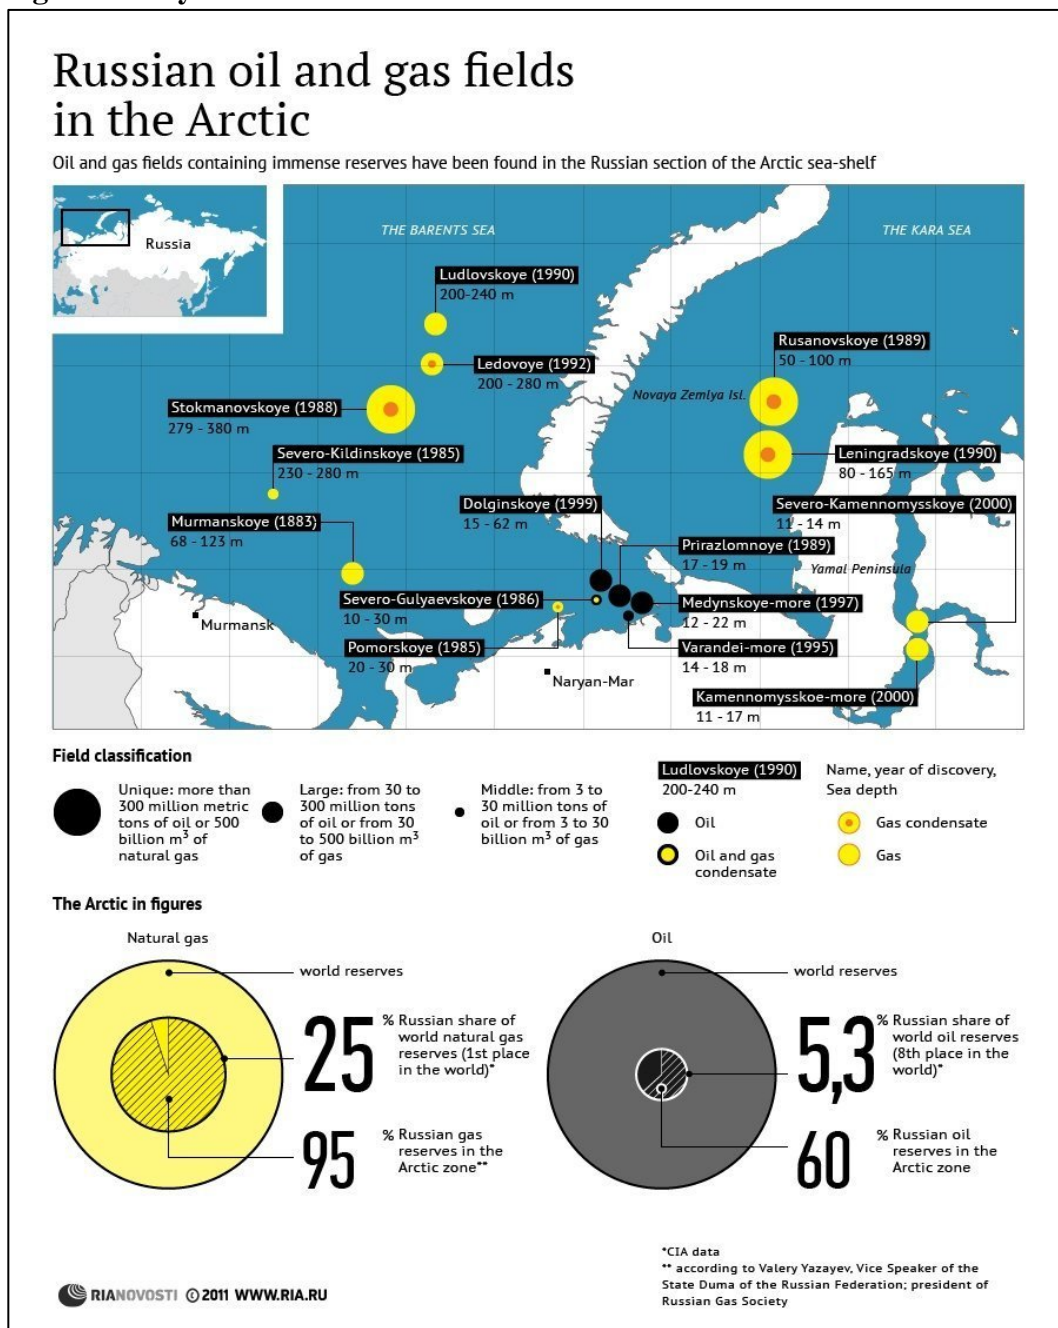 Russian oil and gas fields
in the Arctic
Oil and gas fields containing immense reserves have been found in the Russian section of the Arctic sea-shelf
Russia
THE BARENTS SEA
THE KARA SEA
Ludlovskoye (1990)
200-240 m
Ledovoye (1992)
200 - 280 m
Rusanovskoye (1989)
50 - 100 m
Novaya Zemlya Isl.
Stokmanovskoye (1988)
279 - 380 m
Severo-Kildinskoye (1985)
230 - 280 m
Leningradskoye (1990)
80 - 165 m
Dolginskoye (1999)
15 - 62 m
Severo-Kamennomysskoye (2000)
11 - 14 m
Murmanskoye (1883)
68 - 123 m
Prirazlomnoye (1989)
17 - 19 m
Yamal Peninsula
Severo-Gulyaevskoye (1986)
10 - 30 m
Medynskoye-more (1997)
12 - 22 m
Murmansk
Pomorskoye (1985)
20 - 30 m
Varandei-more (1995)
14 - 18 m
Naryan-Mar
Kamennomysskoe-more (2000)
11 - 17 m
Field classification
Unique: more than
300 million metric
tons of oil or 500
billion m³ of
natural gas
Large: from 30 to
300 million tons
of oil or from 30
to 500 billion m³
of gas
Middle: from 3 to
30 million tons of
oil or from 3 to 30
billion m³ of gas
Ludlovskoye (1990)
200-240 m
Name, year of discovery,
Sea depth
Oil
Gas condensate
Oil and gas
condensate
Gas
The Arctic in figures
Natural gas
world reserves
25 % Russian share of
world natural gas
reserves (1st place
in the world)*
95 % Russian gas
reserves in the
Arctic zone**
Oil
world reserves
5,3 % Russian share of
world oil reserves
(8th place in the
world)*
60 % Russian oil
reserves in the
Arctic zone
*CIA data
** according to Valery Yazayev, Vice Speaker of the
State Duma of the Russian Federation; president of
Russian Gas Society
RIANOVOSTI © 2011 WWW.RIA.RU